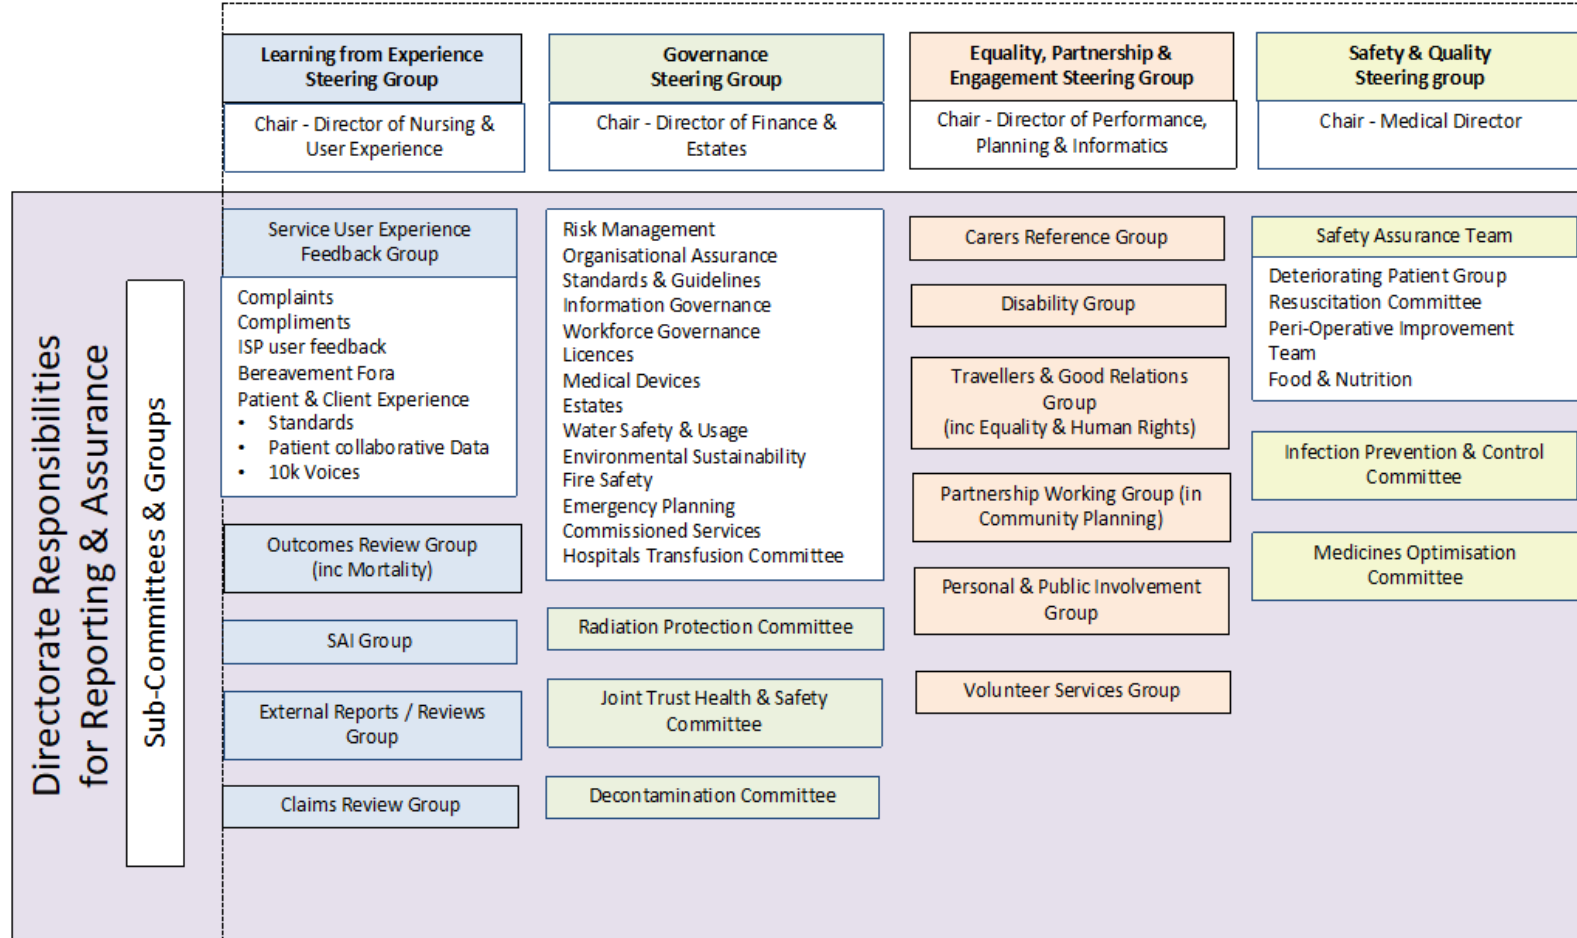 Learning from Experience
Steering Group
Chair - Director of Nursing &
User Experience
Governance
Steering Group
Chair - Director of Finance &
Estates
Equality, Partnership &
Engagement Steering Group
Chair - Director of Performance,
Planning & Informatics
Safety & Quality
Steering group
Chair - Medical Director
Directorate Responsibilities
for Reporting & Assurance
Sub-Committees & Groups
Service User Experience
Feedback Group
Complaints
Compliments
ISP user feedback
Bereavement Fora
Patient & Client Experience
• Standards
• Patient collaborative Data
• 10k Voices
Outcomes Review Group
(inc Mortality)
SAI Group
External Reports / Reviews
Group
Claims Review Group
Risk Management
Organisational Assurance
Standards & Guidelines
Information Governance
Workforce Governance
Licences
Medical Devices
Estates
Water Safety & Usage
Environmental Sustainability
Fire Safety
Emergency Planning
Commissioned Services
Hospitals Transfusion Committee
Radiation Protection Committee
Joint Trust Health & Safety
Committee
Decontamination Committee
Carers Reference Group
Disability Group
Travellers & Good Relations
Group
(inc Equality & Human Rights)
Partnership Working Group (in
Community Planning)
Personal & Public Involvement
Group
Volunteer Services Group
Safety Assurance Team
Deteriorating Patient Group
Resuscitation Committee
Peri-Operative Improvement
Team
Food & Nutrition
Infection Prevention & Control
Committee
Medicines Optimisation
Committee